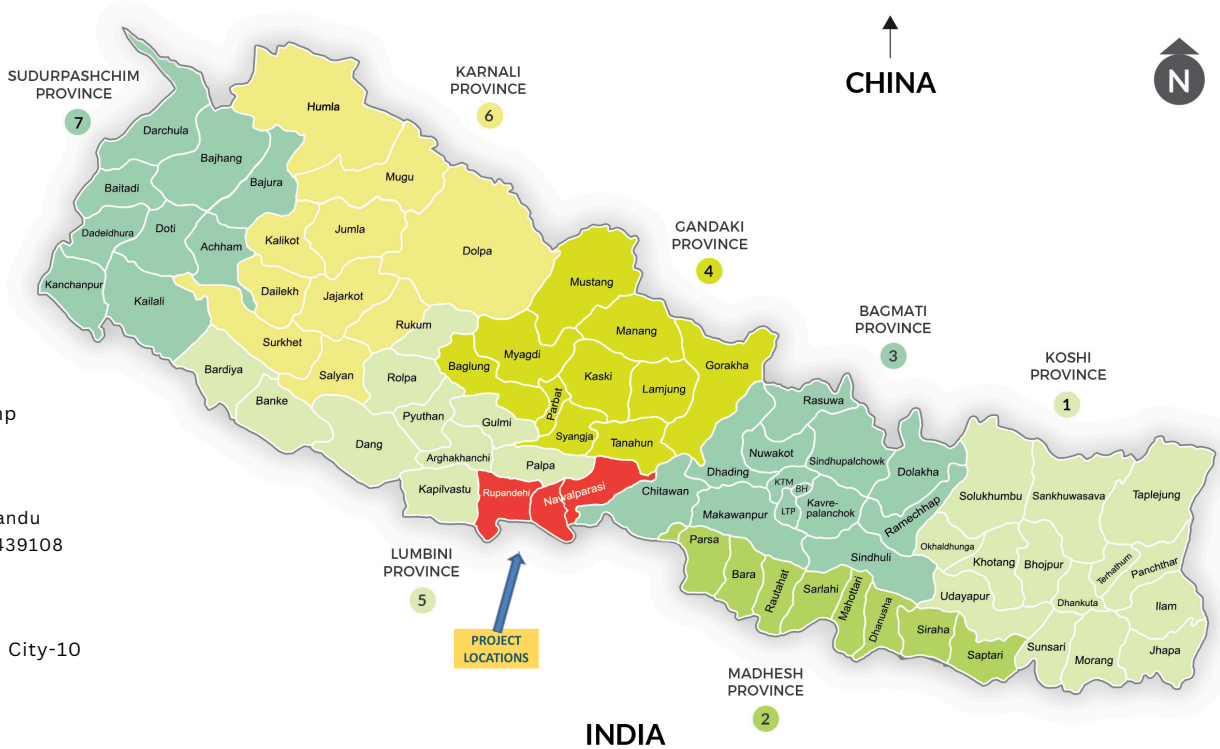 CHINA
N
SUDURPASHCHIM
PROVINCE
7
KARNALI
PROVINCE
6
GANDAKI
PROVINCE
4
BAGMATI
PROVINCE
3
KOSHI
PROVINCE
1
LUMBINI
PROVINCE
5
MADHESH
PROVINCE
2
Darchula
Bajhang
Bajura
Baitadi
Dadeldhura
Doti
Achham
Kanchanpur
Kailali
Humla
Mugu
Jumla
Kalikot
Dolpa
Dailekh
Jajarkot
Rukum
Surkhet
Salyan
Mustang
Manang
Myagdi
Gorakha
Baglung
Kaski
Lamjung
Parbat
Syangja
Tanahun
Bardiya
Banke
Rolpa
Pyuthan
Gulmi
Dang
Arghakhanchi
Palpa
Kapilvastu
Rupandehi
Nawalparasi
Chitawan
Rasuwa
Nuwakot
Sindhupalchowk
Dhading
Dolakha
KTM
BH
LTP
Kavre-
palanchok
Ramechhap
Makawanpur
Sindhuli
Parsa
Bara
Rautahat
Sarlahi
Mahottari
Dhanusha
Siraha
Saptari
Solukhumbu
Sankhuwasava
Taplejung
Okhaldhunga
Khotang
Bhojpur
Terhathum
Panchthar
Udayapur
Dhankuta
Ilam
Sunsari
Morang
Jhapa
PROJECT
LOCATIONS
INDIA
np
andu
439108
City-10